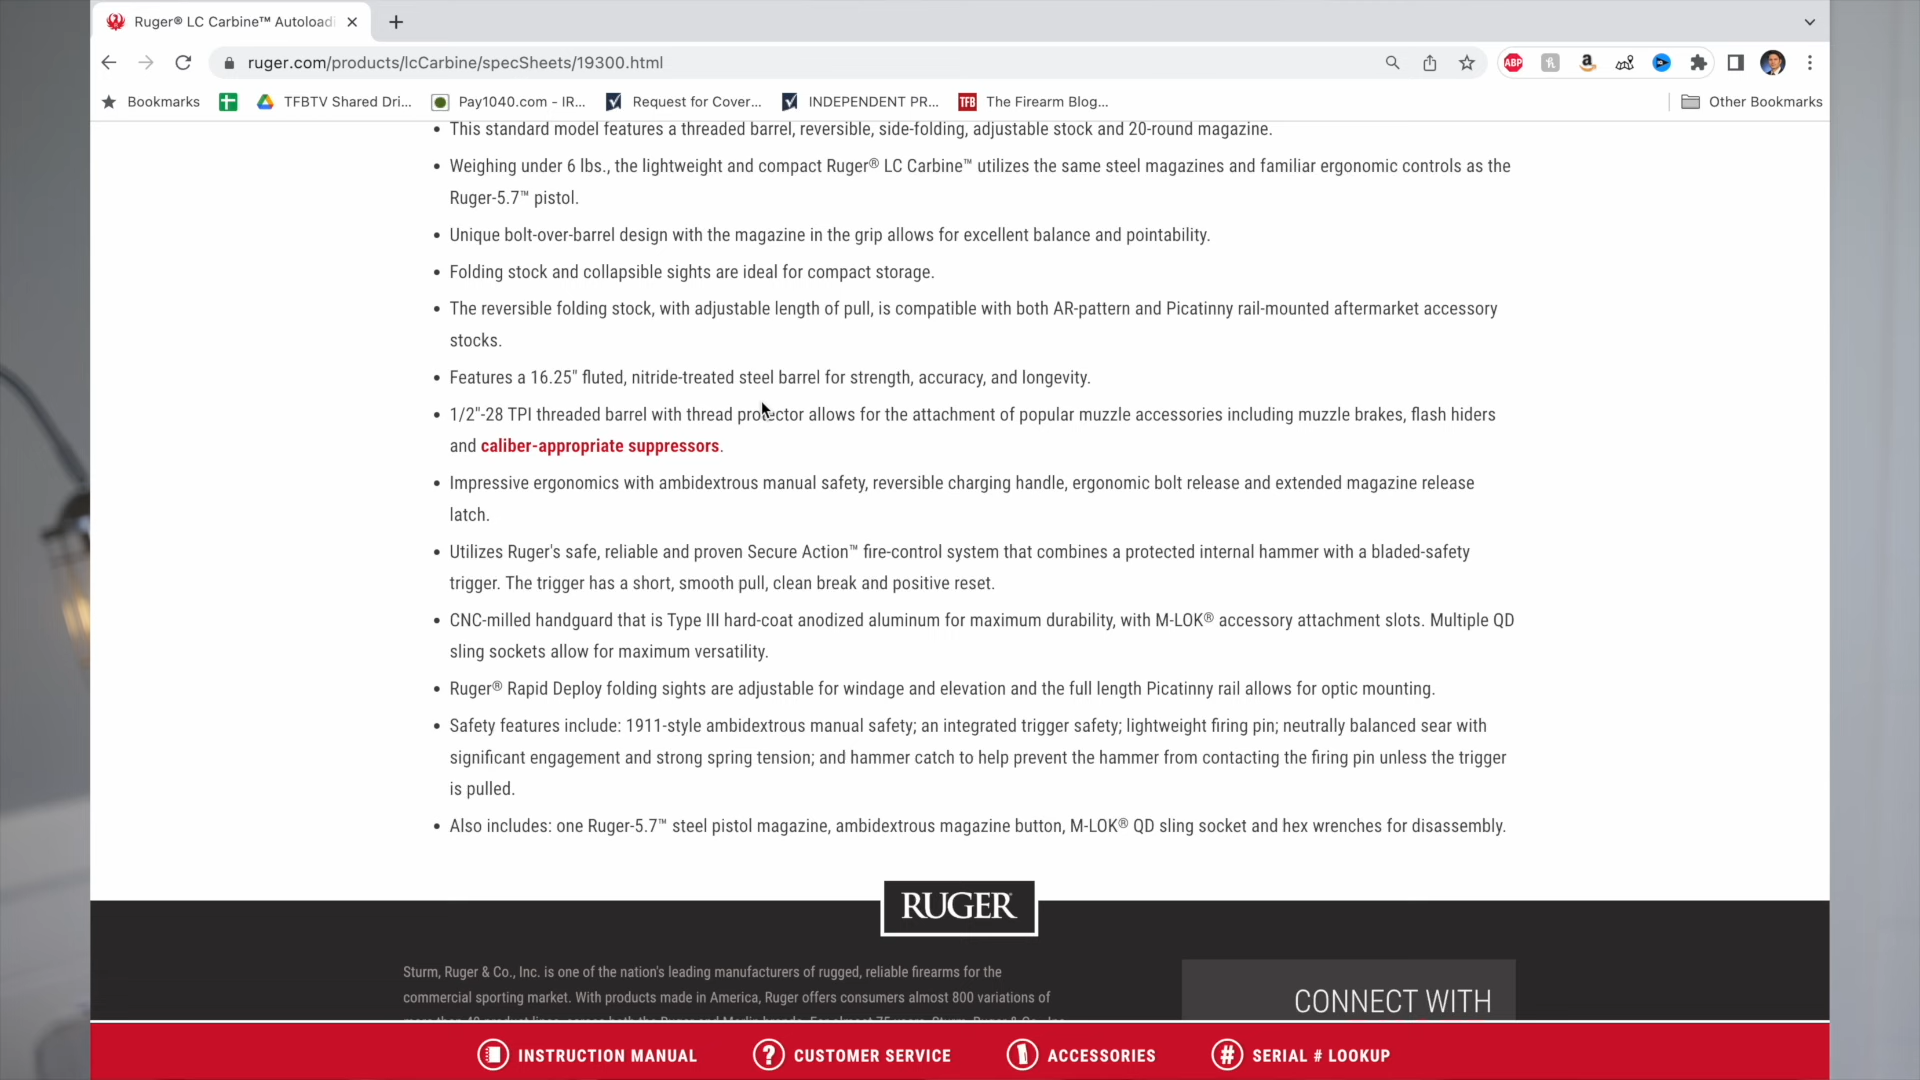 Ruger® LC Carbine™ Autoloadi
ruger.com/products/lcCarbine/specSheets/19300.html
ABP
Bookmarks
TFBTV Shared Dri...
Pay1040.com - IR...
Request for Cover...
INDEPENDENT PR...
TFB
The Firearm Blog...
Other Bookmarks
• This standard model features a threaded barrel, reversible, side-folding, adjustable stock and 20-round magazine.
• Weighing under 6 lbs., the lightweight and compact Ruger® LC Carbine™ utilizes the same steel magazines and familiar ergonomic controls as the
Ruger-5.7™ pistol.
• Unique bolt-over-barrel design with the magazine in the grip allows for excellent balance and pointability.
• Folding stock and collapsible sights are ideal for compact storage.
• The reversible folding stock, with adjustable length of pull, is compatible with both AR-pattern and Picatinny rail-mounted aftermarket accessory
stocks.
• Features a 16.25" fluted, nitride-treated steel barrel for strength, accuracy, and longevity.
• 1/2"-28 TPI threaded barrel with thread protector allows for the attachment of popular muzzle accessories including muzzle brakes, flash hiders
and caliber-appropriate suppressors.
• Impressive ergonomics with ambidextrous manual safety, reversible charging handle, ergonomic bolt release and extended magazine release
latch.
• Utilizes Ruger's safe, reliable and proven Secure Action™ fire-control system that combines a protected internal hammer with a bladed-safety
trigger. The trigger has a short, smooth pull, clean break and positive reset.
• CNC-milled handguard that is Type III hard-coat anodized aluminum for maximum durability, with M-LOK® accessory attachment slots. Multiple QD
sling sockets allow for maximum versatility.
• Ruger® Rapid Deploy folding sights are adjustable for windage and elevation and the full length Picatinny rail allows for optic mounting.
• Safety features include: 1911-style ambidextrous manual safety; an integrated trigger safety; lightweight firing pin; neutrally balanced sear with
significant engagement and strong spring tension; and hammer catch to help prevent the hammer from contacting the firing pin unless the trigger
is pulled.
• Also includes: one Ruger-5.7™ steel pistol magazine, ambidextrous magazine button, M-LOK® QD sling socket and hex wrenches for disassembly.
RUGER
Sturm, Ruger & Co., Inc. is one of the nation's leading manufacturers of rugged, reliable firearms for the
commercial sporting market. With products made in America, Ruger offers consumers almost 800 variations of
CONNECT WITH
INSTRUCTION MANUAL
? CUSTOMER SERVICE
ACCESSORIES
# SERIAL # LOOKUP